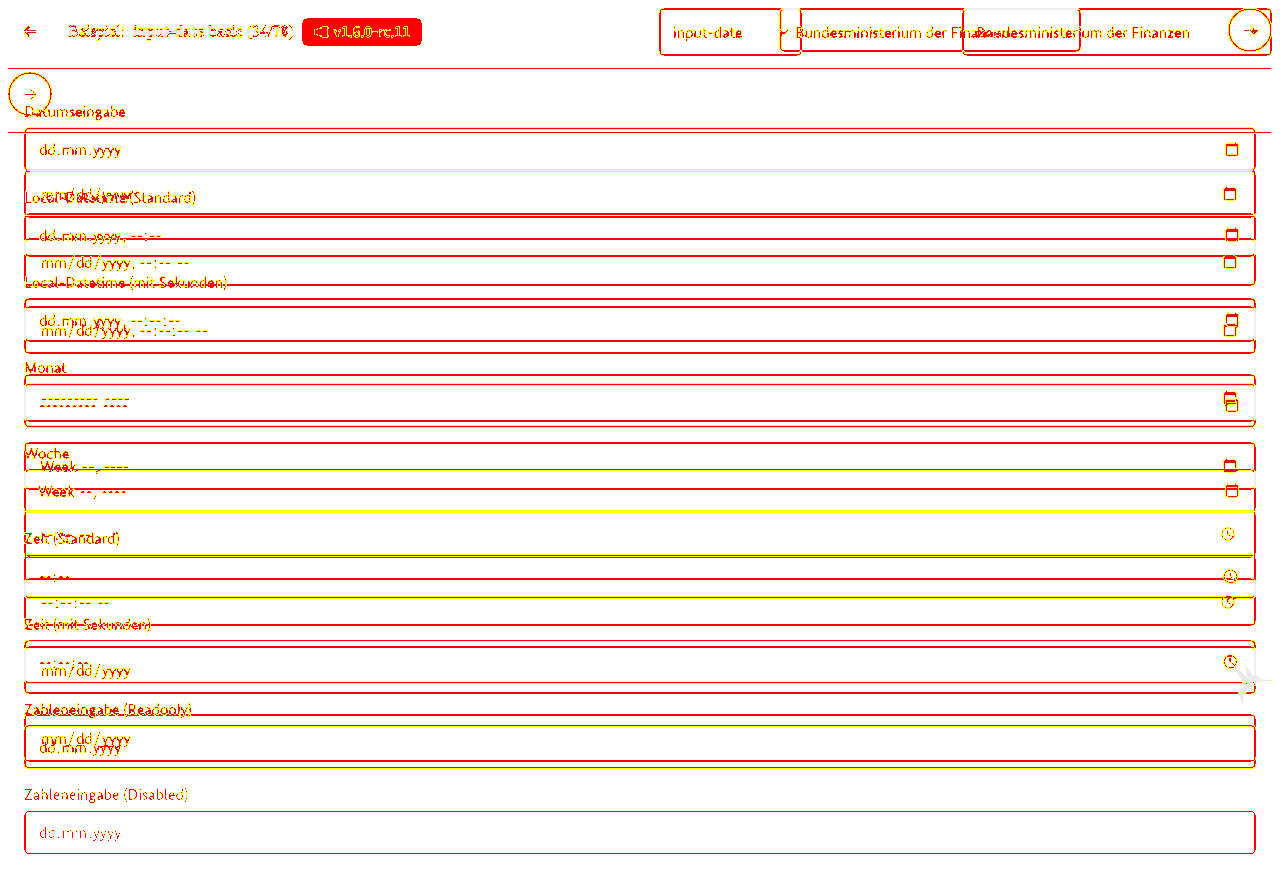 Beispiel: input-date basic (34/78) v1.6.0-rc.11 input-date Bundesministerium der Finanzen Bundesministerium der Finanzen
Datumseingabe
dd.mm.yyyy
mm/dd/yyyy
Local-Datetime (Standard)
dd.mm.yyyy, --:--
mm/dd/yyyy, --:-- --
Local-Datetime (mit Sekunden)
dd.mm.yyyy, --:--:--
mm/dd/yyyy, --:--:-- --
Monat
--------- ----
--------- ----
Woche
Week --, ----
Week --, ----
Zeit (Standard)
--:--
--:--:-- --
Zeit (mit Sekunden)
--:--:--
mm/dd/yyyy
Zahleneingabe (Readonly)
mm/dd/yyyy
dd.mm.yyyy
Zahleneingabe (Disabled)
dd.mm.yyyy